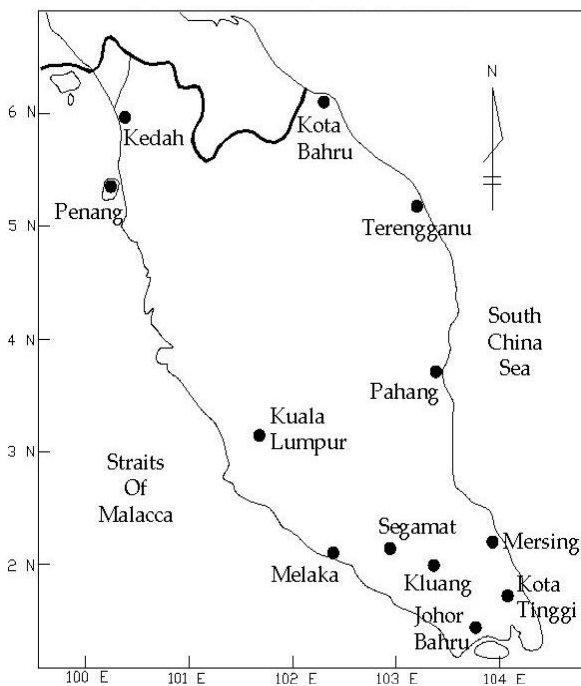 N
6 N
Kedah
Kota
Bahru
Penang
5 N
Terengganu
South
China
Sea
4 N
Pahang
Kuala
Lumpur
3 N
Straits
Of
Malacca
Segamat
Mersing
Melaka
2 N
Kluang
Kota
Tinggi
Johor
Bahru
100 E
101 E
102 E
103 E
104 E